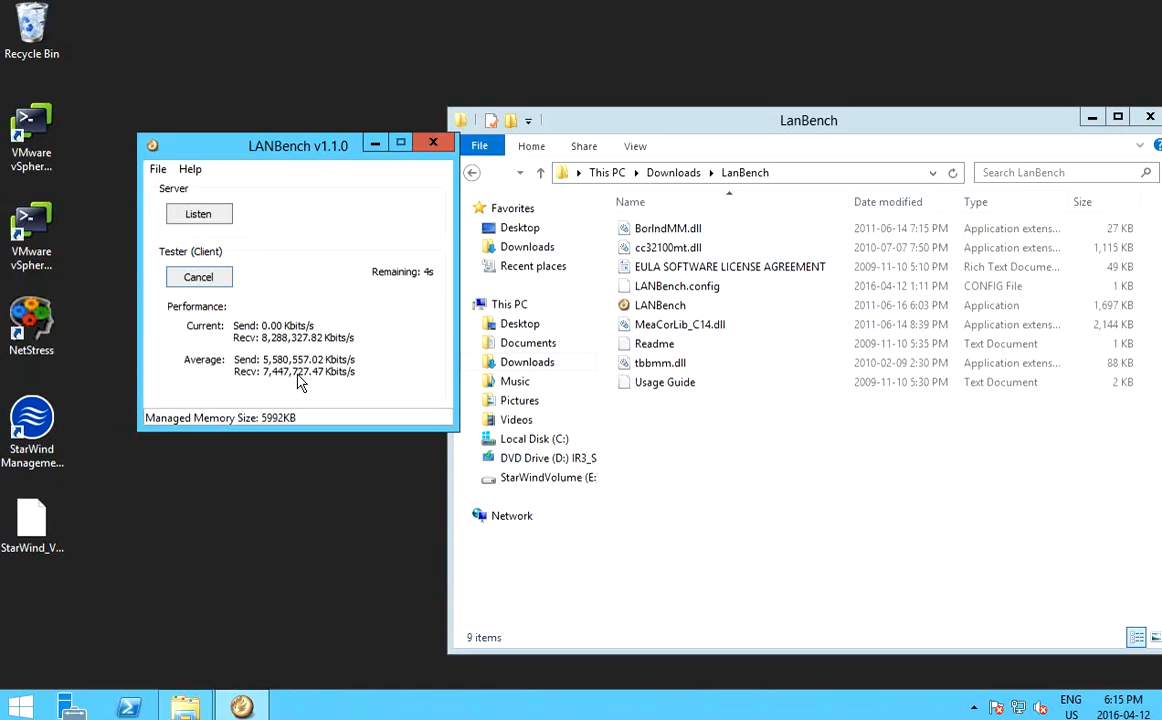 Recycle Bin
VMware
vSpher...
VMware
vSpher...
NetStress
StarWind
Manageme...
StarWind_V...
LANBench v1.1.0
File Help
Server
Listen
Tester (Client)
Cancel
Remaining: 4s
Performance:
Current: Send: 0.00 Kbits/s
Recv: 8,288,327.82 Kbits/s
Average: Send: 5,580,557.02 Kbits/s
Recv: 7,447,727.47 Kbits/s
Managed Memory Size: 5992KB
LanBench
File Home Share View
This PC Downloads LanBench
Search LanBench
Favorites
Desktop
Downloads
Recent places
This PC
Desktop
Documents
Downloads
Music
Pictures
Videos
Local Disk (C:)
DVD Drive (D:) IR3_S
StarWindVolume (E:
Network
Name Date modified Type Size
BorlndMM.dll 2011-06-14 7:15 PM Application extens... 27 KB
cc32100mt.dll 2010-07-07 7:50 PM Application extens... 1,115 KB
EULA SOFTWARE LICENSE AGREEMENT 2009-11-10 5:10 PM Rich Text Docume... 49 KB
LANBench.config 2016-04-12 1:11 PM CONFIG File 1 KB
LANBench 2011-06-16 6:03 PM Application 1,697 KB
MeaCorLib_C14.dll 2011-06-14 8:39 PM Application extens... 2,144 KB
Readme 2009-11-10 5:35 PM Text Document 1 KB
tbbmm.dll 2010-02-09 2:30 PM Application extens... 88 KB
Usage Guide 2009-11-10 5:30 PM Text Document 2 KB
9 items
ENG
US
6:15 PM
2016-04-12